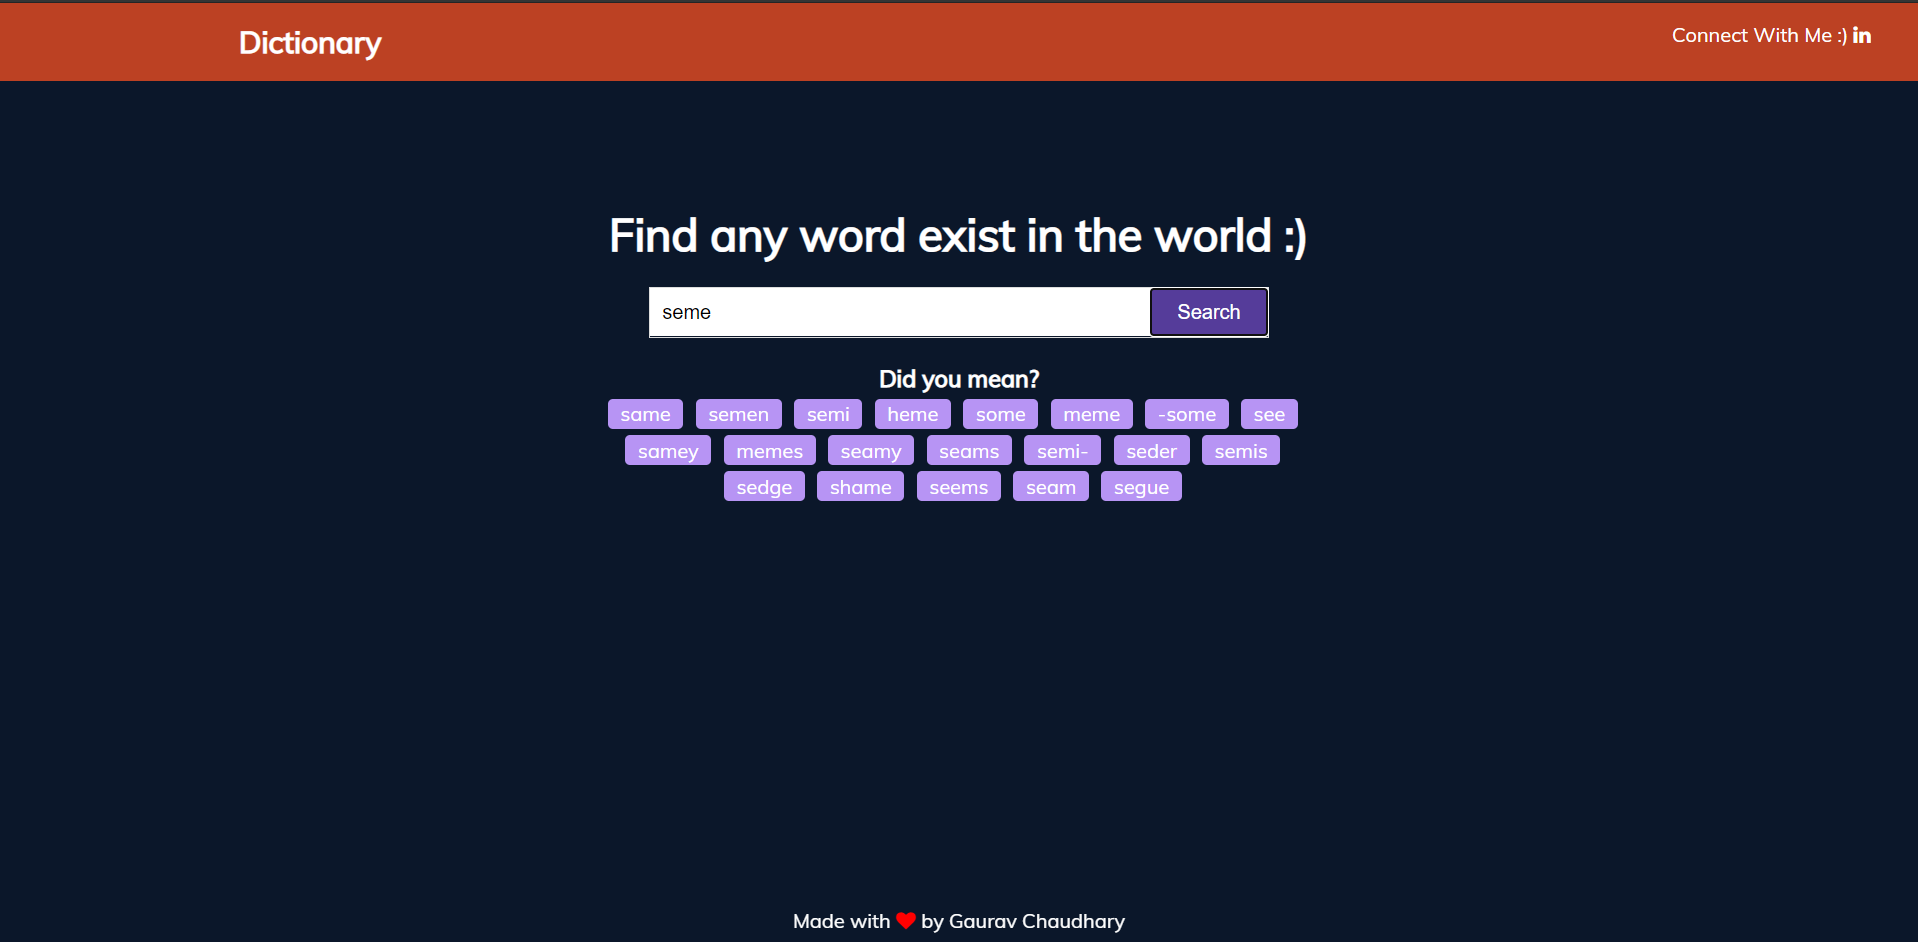 Dictionary
Connect With Me :) in
Find any word exist in the world :)
seme
Search
Did you mean?
same semen semi heme some meme -some see
samey memes seamy seams semi- seder semis
sedge shame seems seam segue
Made with ❤ by Gaurav Chaudhary